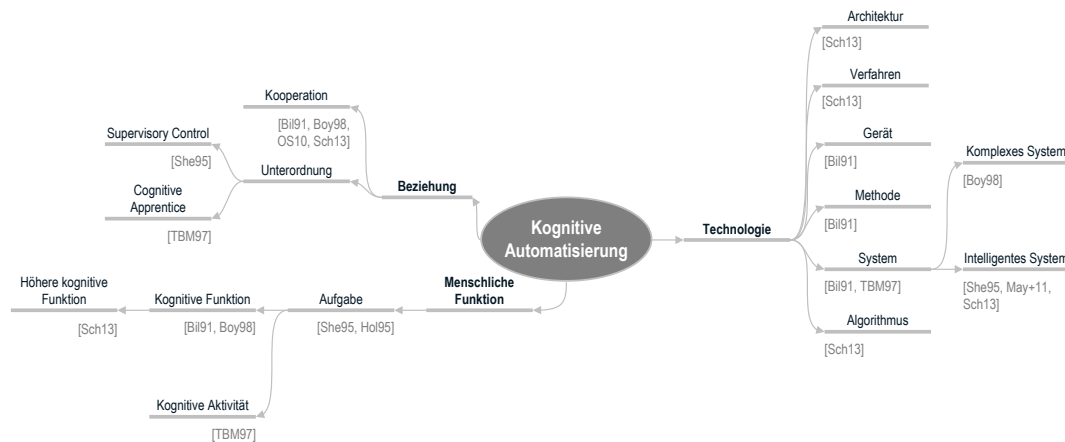 Architektur
[Sch13]
Verfahren
[Sch13]
Kooperation
[Bil91, Boy98,
OS10, Sch13]
Supervisory Control
[She95]
Gerät
[Bil91]
Komplexes System
[Boy98]
Unterordnung
Cognitive
Apprentice
[TBM97]
Beziehung
Methode
[Bil91]
Kognitive
Automatisierung
Technologie
System
[Bil91, TBM97]
Intelligentes System
[She95, May+11,
Sch13]
Höhere kognitive
Funktion
[Sch13]
Kognitive Funktion
[Bil91, Boy98]
Aufgabe
[She95, Hol95]
Menschliche
Funktion
Algorithmus
[Sch13]
Kognitive Aktivität
[TBM97]